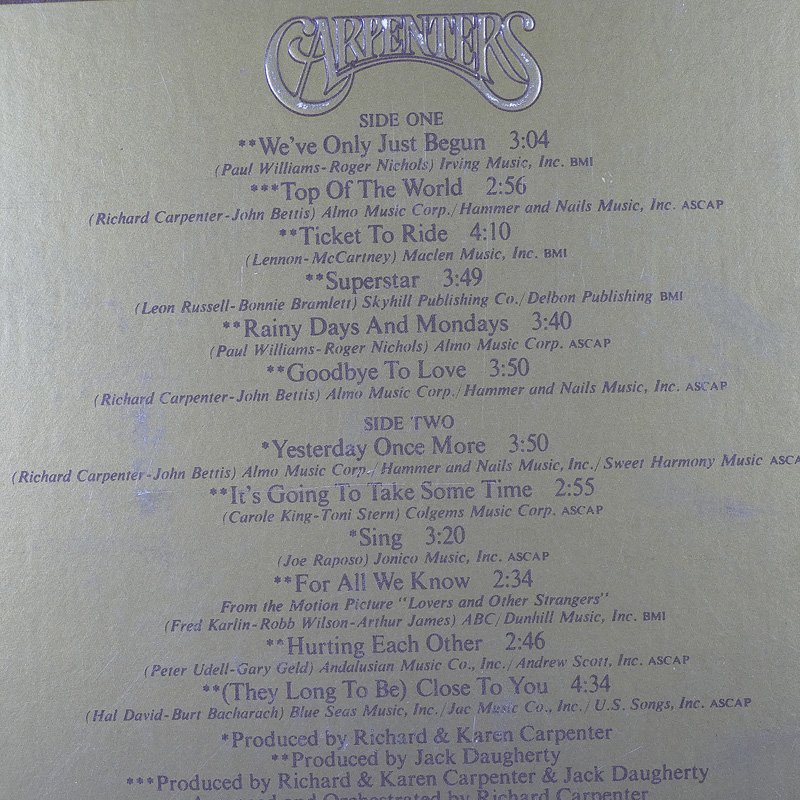 CARPENTERS
SIDE ONE
**We've Only Just Begun 3:04
(Paul Williams-Roger Nichols) Irving Music, Inc. BMI
***Top Of The World 2:56
(Richard Carpenter-John Bettis) Almo Music Corp./Hammer and Nails Music, Inc. ASCAP
**Ticket To Ride 4:10
(Lennon-McCartney) Maclen Music, Inc. BMI
**Superstar 3:49
(Leon Russell-Bonnie Bramlett) Skyhill Publishing Co./Delbon Publishing BMI
**Rainy Days And Mondays 3:40
(Paul Williams-Roger Nichols) Almo Music Corp. ASCAP
**Goodbye To Love 3:50
(Richard Carpenter-John Bettis) Almo Music Corp./Hammer and Nails Music, Inc. ASCAP
SIDE TWO
*Yesterday Once More 3:50
(Richard Carpenter-John Bettis) Almo Music Corp./Hammer and Nails Music, Inc./Sweet Harmony Music ASCA
**It's Going To Take Some Time 2:55
(Carole King-Toni Stern) Colgems Music Corp. ASCAP
*Sing 3:20
(Joe Raposo) Jonico Music, Inc. ASCAP
**For All We Know 2:34
From the Motion Picture "Lovers and Other Strangers"
(Fred Karlin-Robb Wilson-Arthur James) ABC/Dunhill Music, Inc. BMI
**Hurting Each Other 2:46
(Peter Udell-Gary Geld) Andalusian Music Co., Inc./Andrew Scott, Inc. ASCAP
**(They Long To Be) Close To You 4:34
(Hal David-Burt Bacharach) Blue Seas Music, Inc./Jac Music Co., Inc./U.S. Songs, Inc. ASCAP
*Produced by Richard & Karen Carpenter
**Produced by Jack Daugherty
***Produced by Richard & Karen Carpenter & Jack Daugherty
Arranged and Orchestrated by Richard Carpenter